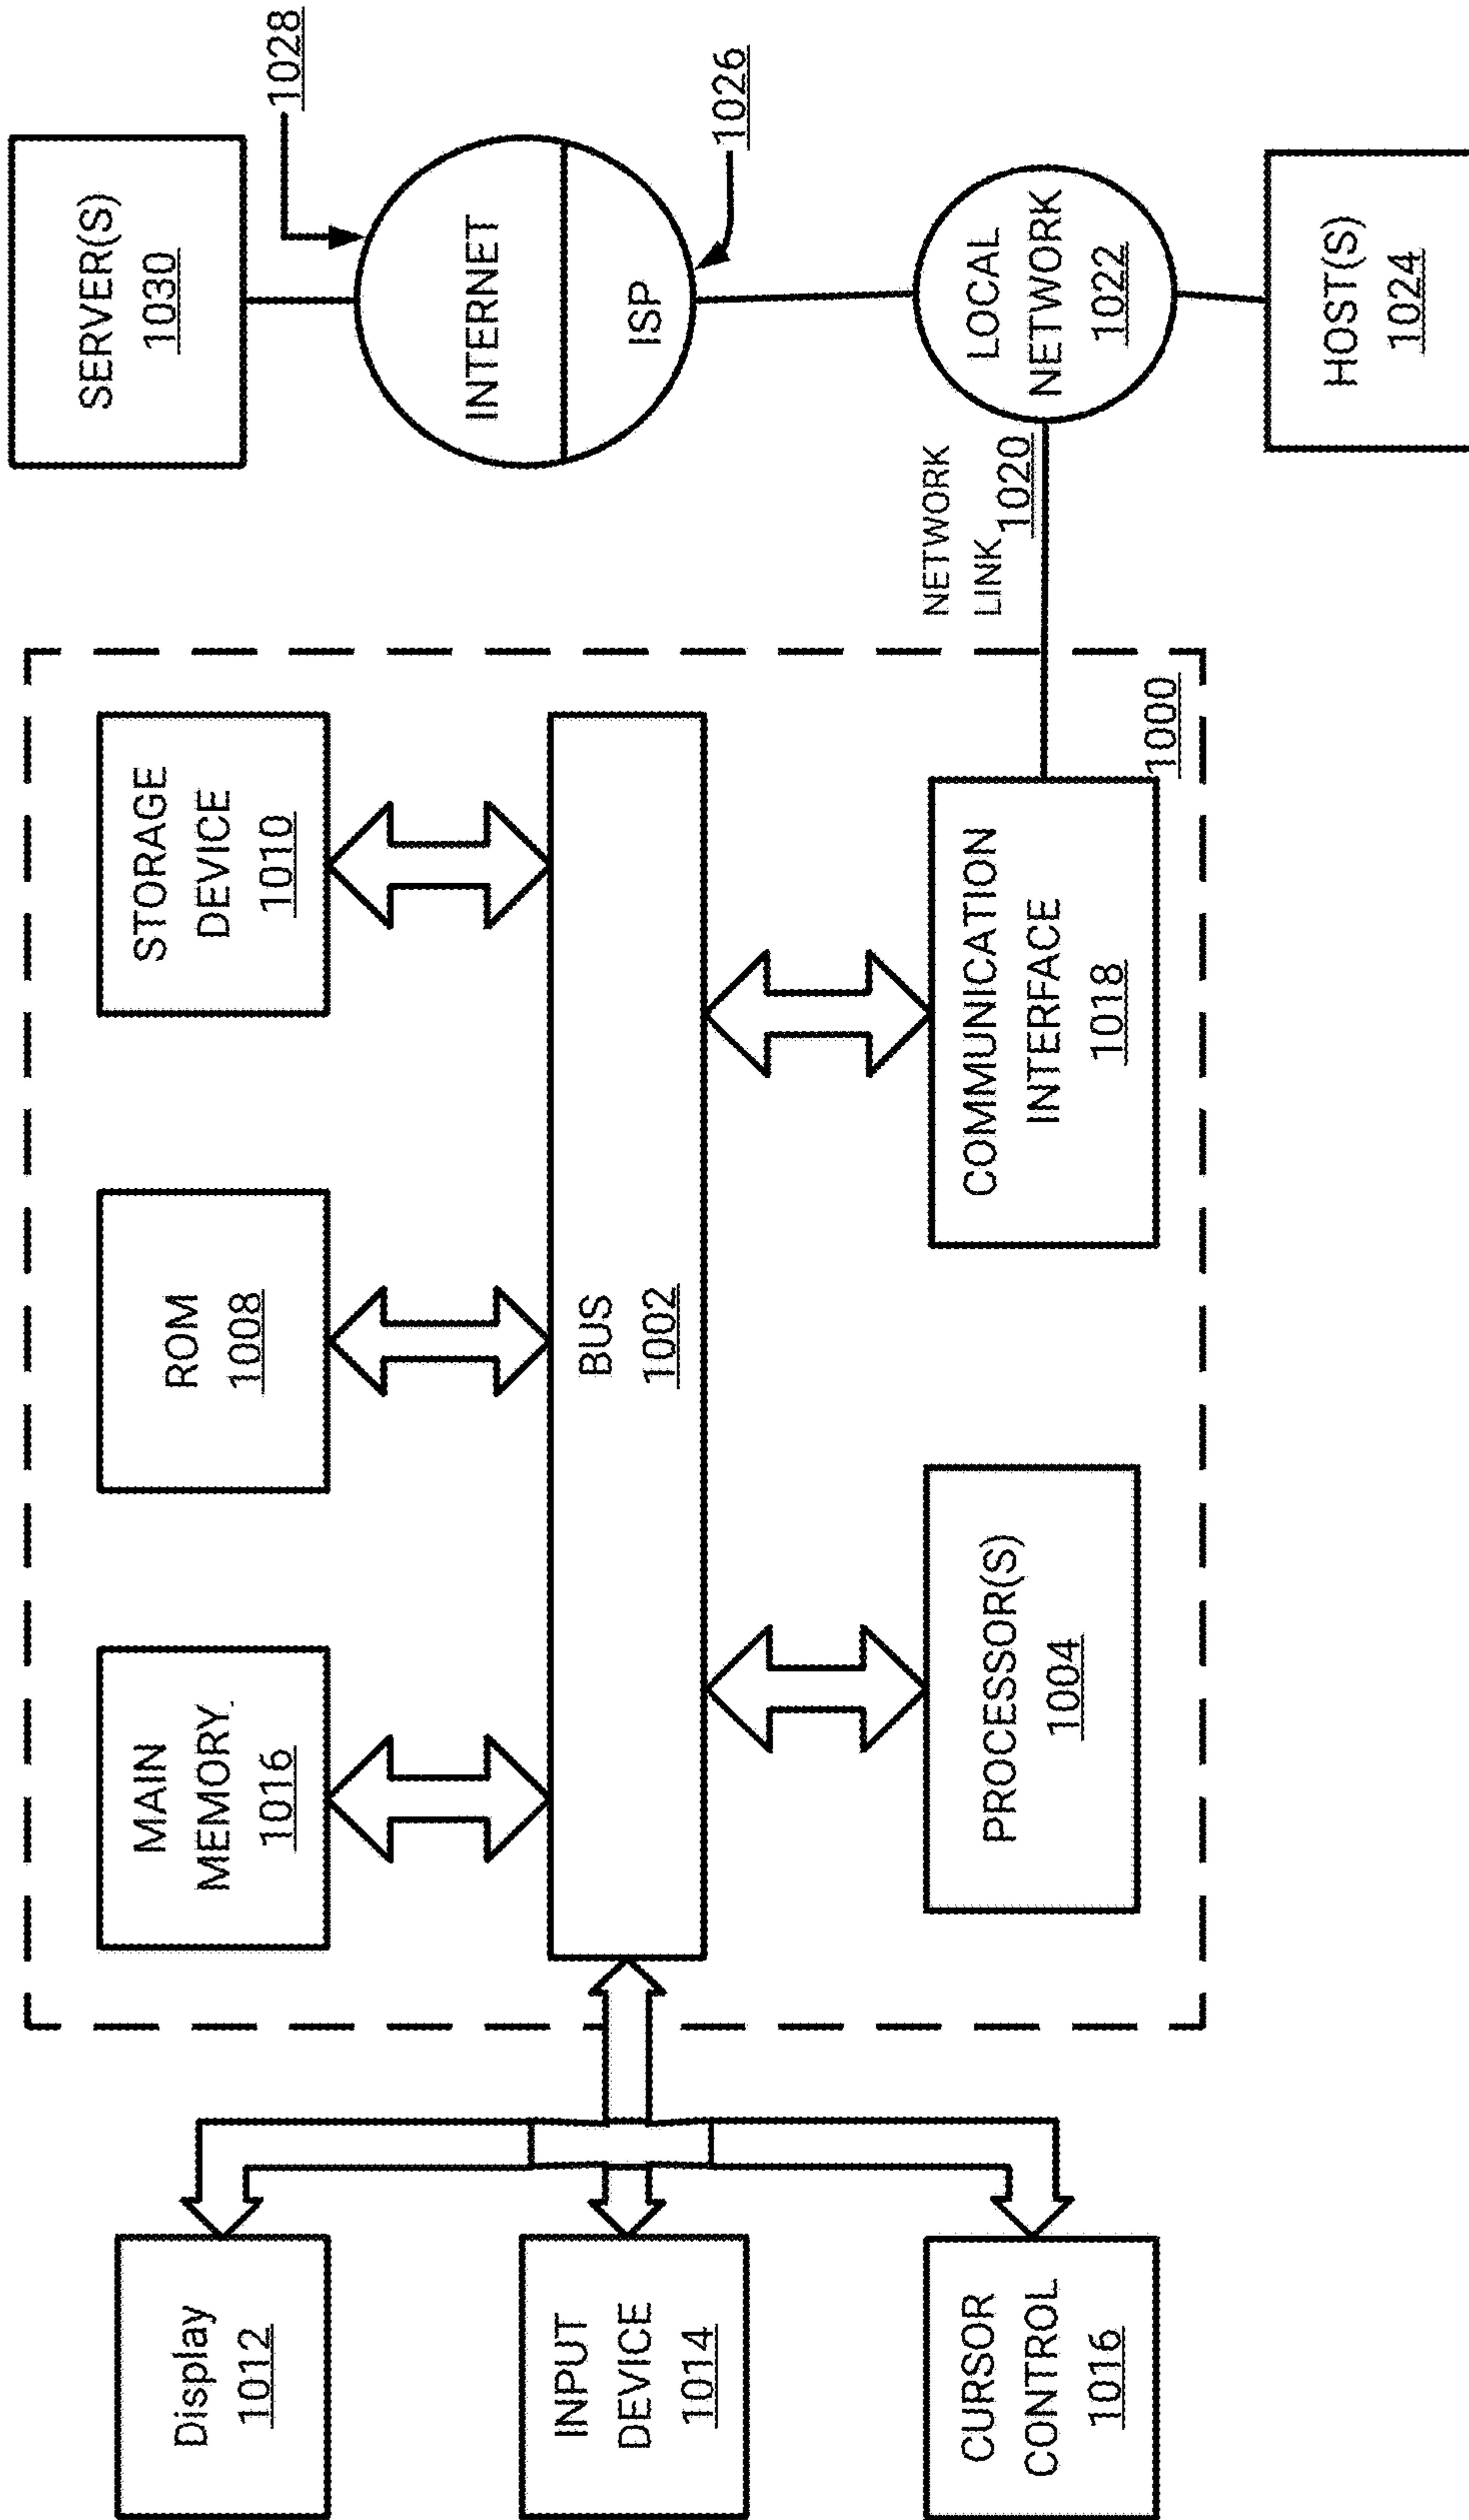 MAIN
MEMORY
1016
ROM
1008
STORAGE
DEVICE
1010
SERVER(S)
1030
1028
Display
1012
INPUT
DEVICE
1014
BUS
1002
INTERNET
ISP
1026
CURSOR
CONTROL
1016
PROCESSOR(S)
1004
COMMUNICATION
INTERFACE
1018
1000
NETWORK
LINK 1020
LOCAL
NETWORK
1022
HOST(S)
1024